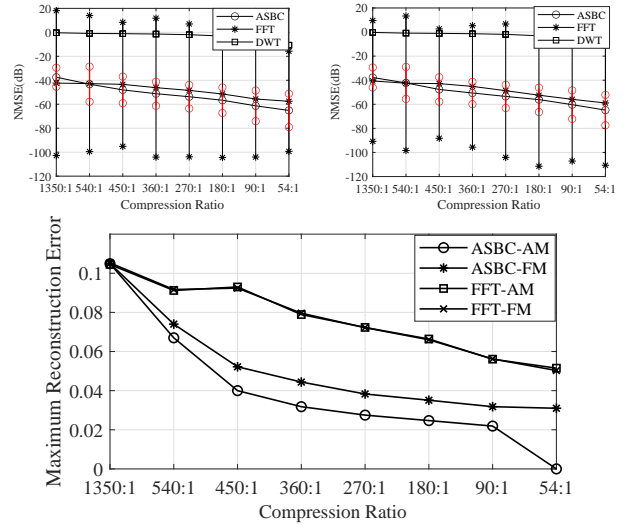 20
0
-20
-40
-60
-80
-100
-120
NMSE(dB)
ASBC
FFT
DWT
1350:1 540:1 450:1 360:1 270:1 180:1 90:1 54:1
Compression Ratio
20
0
-20
-40
-60
-80
-100
-120
NMSE(dB)
ASBC
FFT
DWT
1350:1 540:1 450:1 360:1 270:1 180:1 90:1 54:1
Compression Ratio
Maximum Reconstruction Error
0.1
0.08
0.06
0.04
0.02
0
ASBC-AM
ASBC-FM
FFT-AM
FFT-FM
1350:1 540:1 450:1 360:1 270:1 180:1 90:1 54:1
Compression Ratio